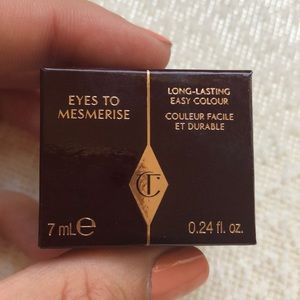 EYES TO
MESMERISE
LONG-LASTING
EASY COLOUR
COULEUR FACILE
ET DURABLE
CT
7 mL℮
0.24 fl. oz.